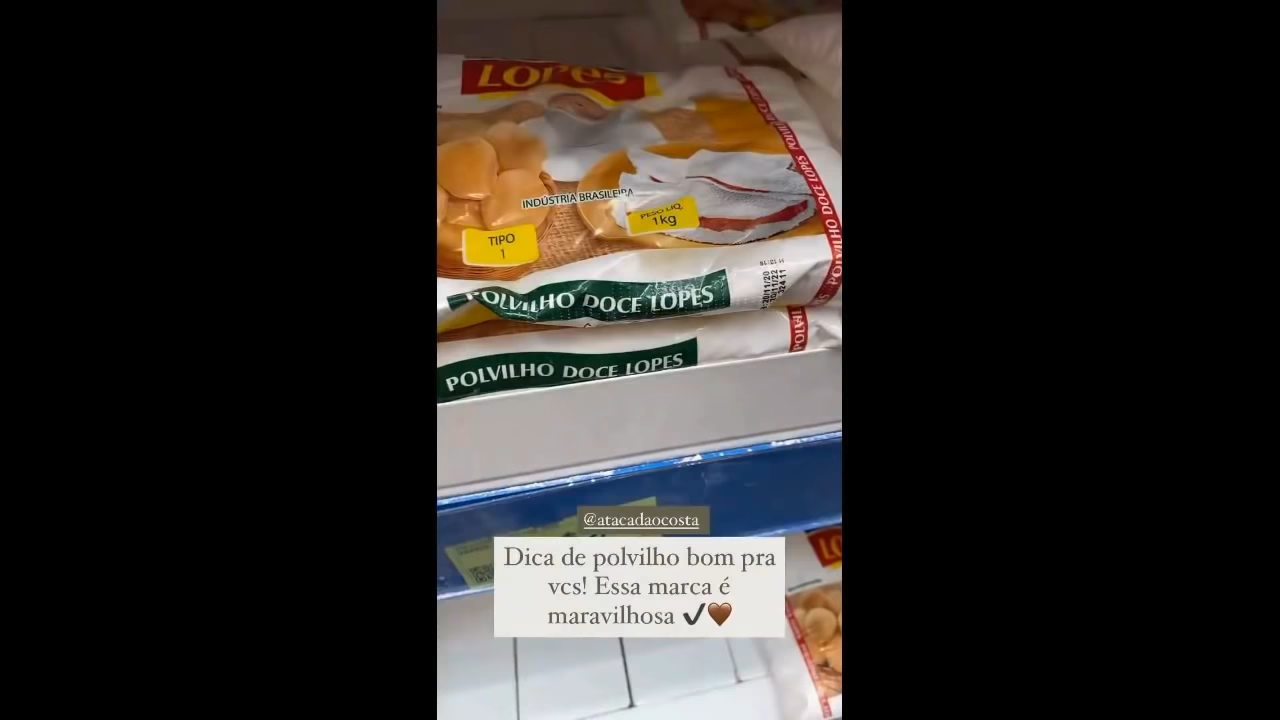 LOPES
INDÚSTRIA BRASILEIRA
PESO LIQ.
1kg
TIPO
1
POLVILHO DOCE LOPES
POLVILHO DOCE LOPES
POLVILHO DOCE LOPES
@atacadaocosta
Dica de polvilho bom pra
vcs! Essa marca é
maravilhosa ✔🤎